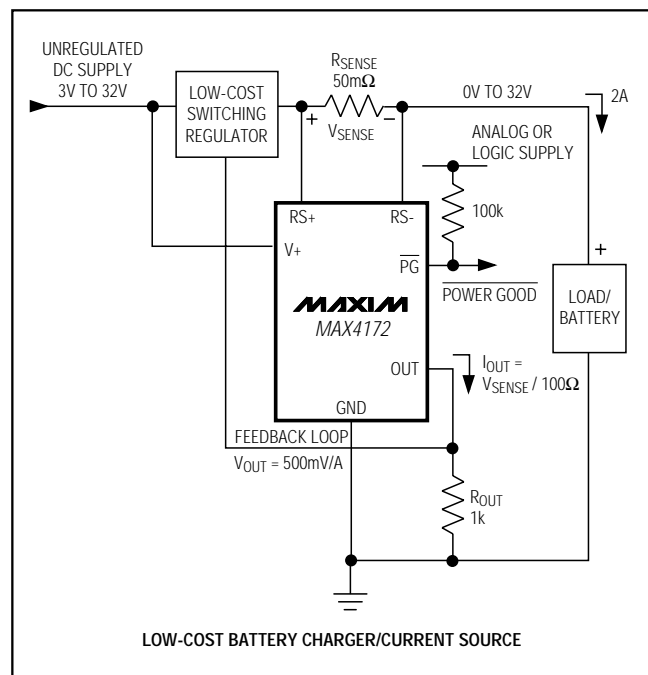 UNREGULATED
DC SUPPLY
3V TO 32V
LOW-COST
SWITCHING
REGULATOR
RSENSE
50mΩ
+
VSENSE
-
0V TO 32V
2A
ANALOG OR
LOGIC SUPPLY
100k
RS+
RS-
V+
PG
POWER GOOD
MAXIM
MAX4172
+
LOAD/
BATTERY
OUT
IOUT =
VSENSE / 100Ω
GND
FEEDBACK LOOP
VOUT = 500mV/A
ROUT
1k
LOW-COST BATTERY CHARGER/CURRENT SOURCE